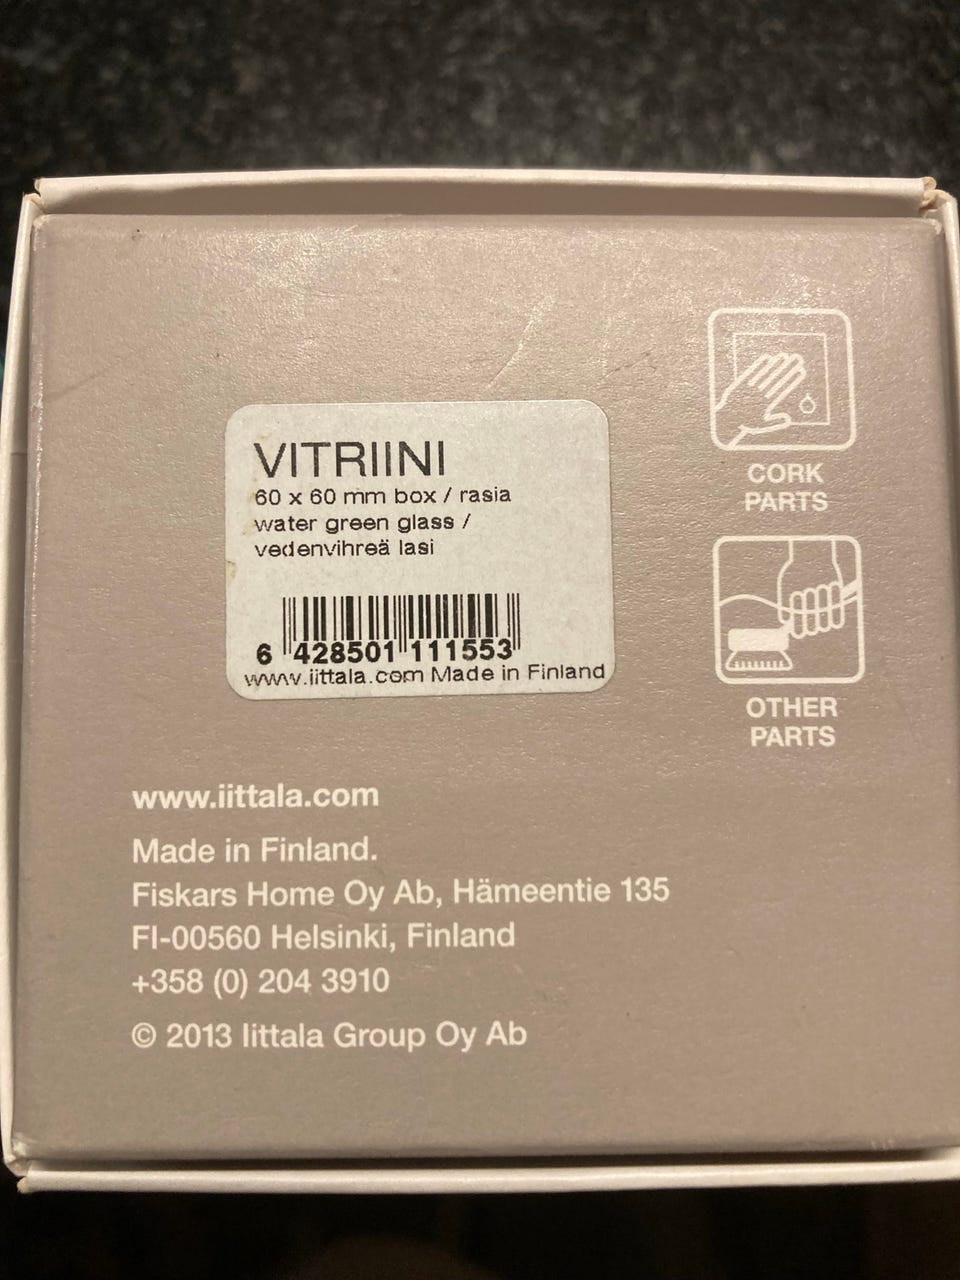 VITRIINI
60 x 60 mm box / rasia
water green glass /
vedenvihreä lasi
6 428501 111553
www.iittala.com Made in Finland
CORK
PARTS
OTHER
PARTS
www.iittala.com
Made in Finland.
Fiskars Home Oy Ab, Hämeentie 135
FI-00560 Helsinki, Finland
+358 (0) 204 3910
© 2013 Iittala Group Oy Ab